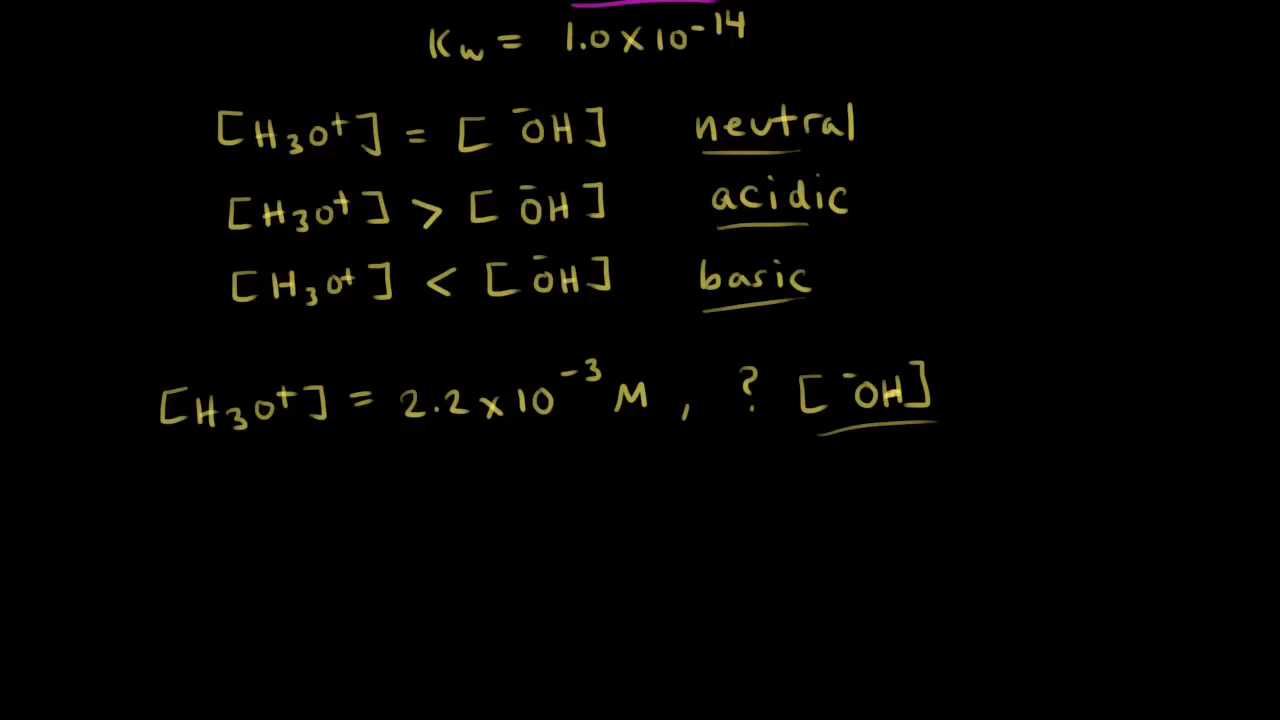 Kw = 1.0 × 10⁻¹⁴
[H₃O⁺] = [⁻OH] neutral
[H₃O⁺] > [⁻OH] acidic
[H₃O⁺] < [⁻OH] basic
[H₃O⁺] = 2.2 × 10⁻³ M , ? [⁻OH]